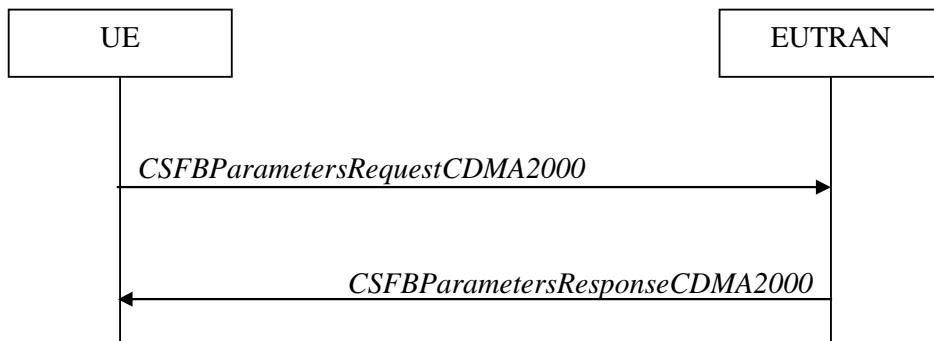 UE
EUTRAN
CSFBParametersRequestCDMA2000
CSFBParametersResponseCDMA2000